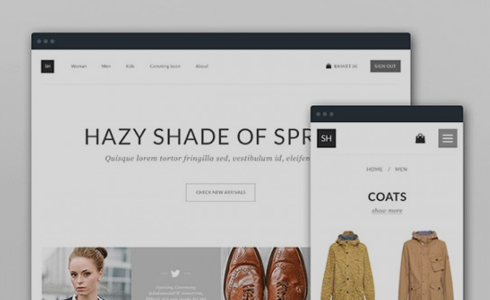 SH
Women
Men
Kids
Coming Soon
About
BASKET (0)
SIGN OUT
HAZY SHADE OF SPR
Quisque lorem tortor fringilla sed, vestibulum id, eleifen
CHECK NEW ARRIVALS
SH
HOME / MEN
COATS
show more